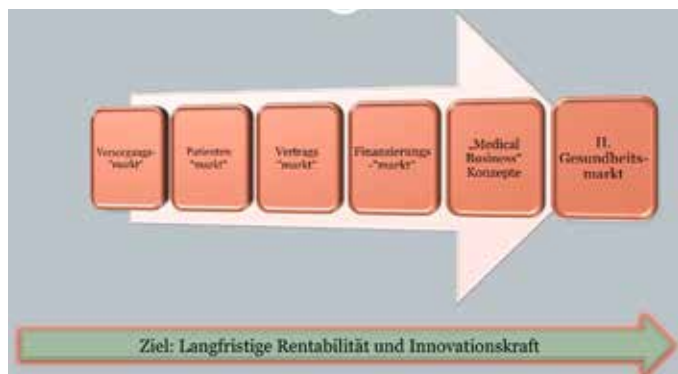 Versorgungs-
"markt"
Patienten
"markt"
Vertrags
"markt"
Finanzierungs
-"markt"
„Medical
Business"
Konzepte
II.
Gesundheits-
markt
Ziel: Langfristige Rentabilität und Innovationskraft